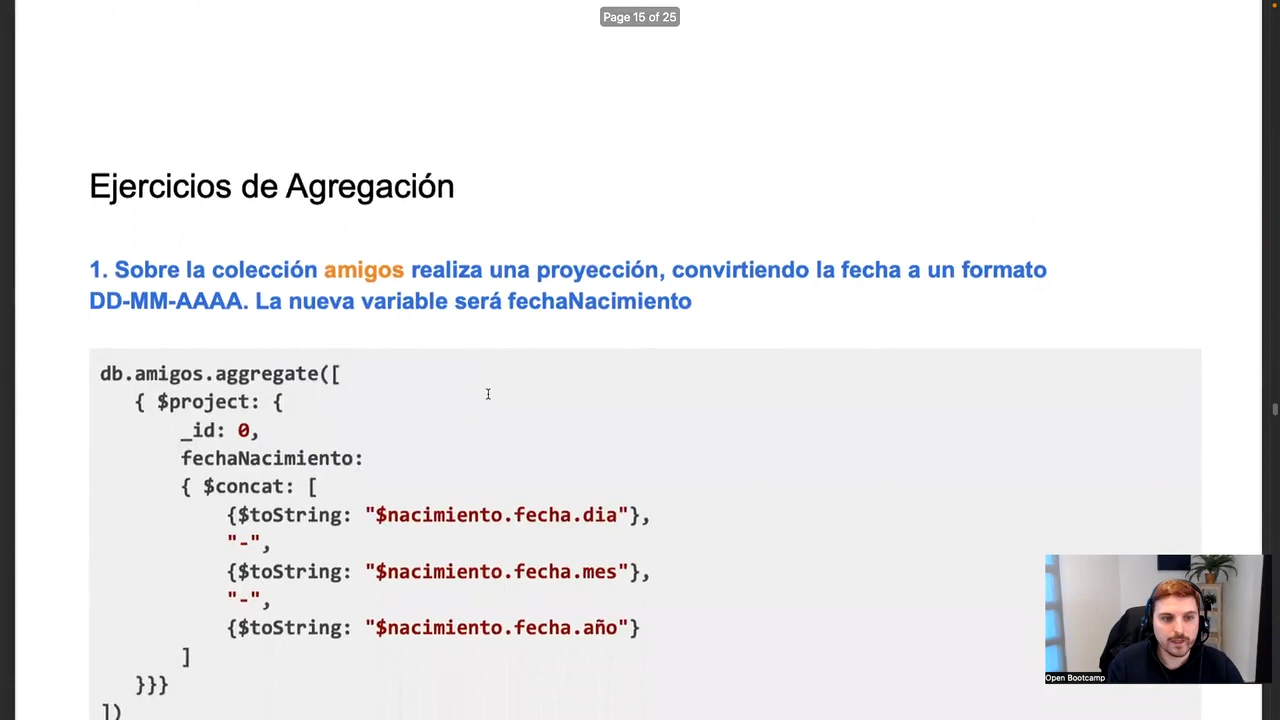 Page 15 of 25
Ejercicios de Agregación
1. Sobre la colección amigos realiza una proyección, convirtiendo la fecha a un formato
DD-MM-AAAA. La nueva variable será fechaNacimiento
db.amigos.aggregate([
{ $project: {
_id: 0,
fechaNacimiento:
{ $concat: [
{$toString: "$nacimiento.fecha.dia"},
"-",
{$toString: "$nacimiento.fecha.mes"},
"-",
{$toString: "$nacimiento.fecha.año"}
]
}}}
])
Open Bootcamp